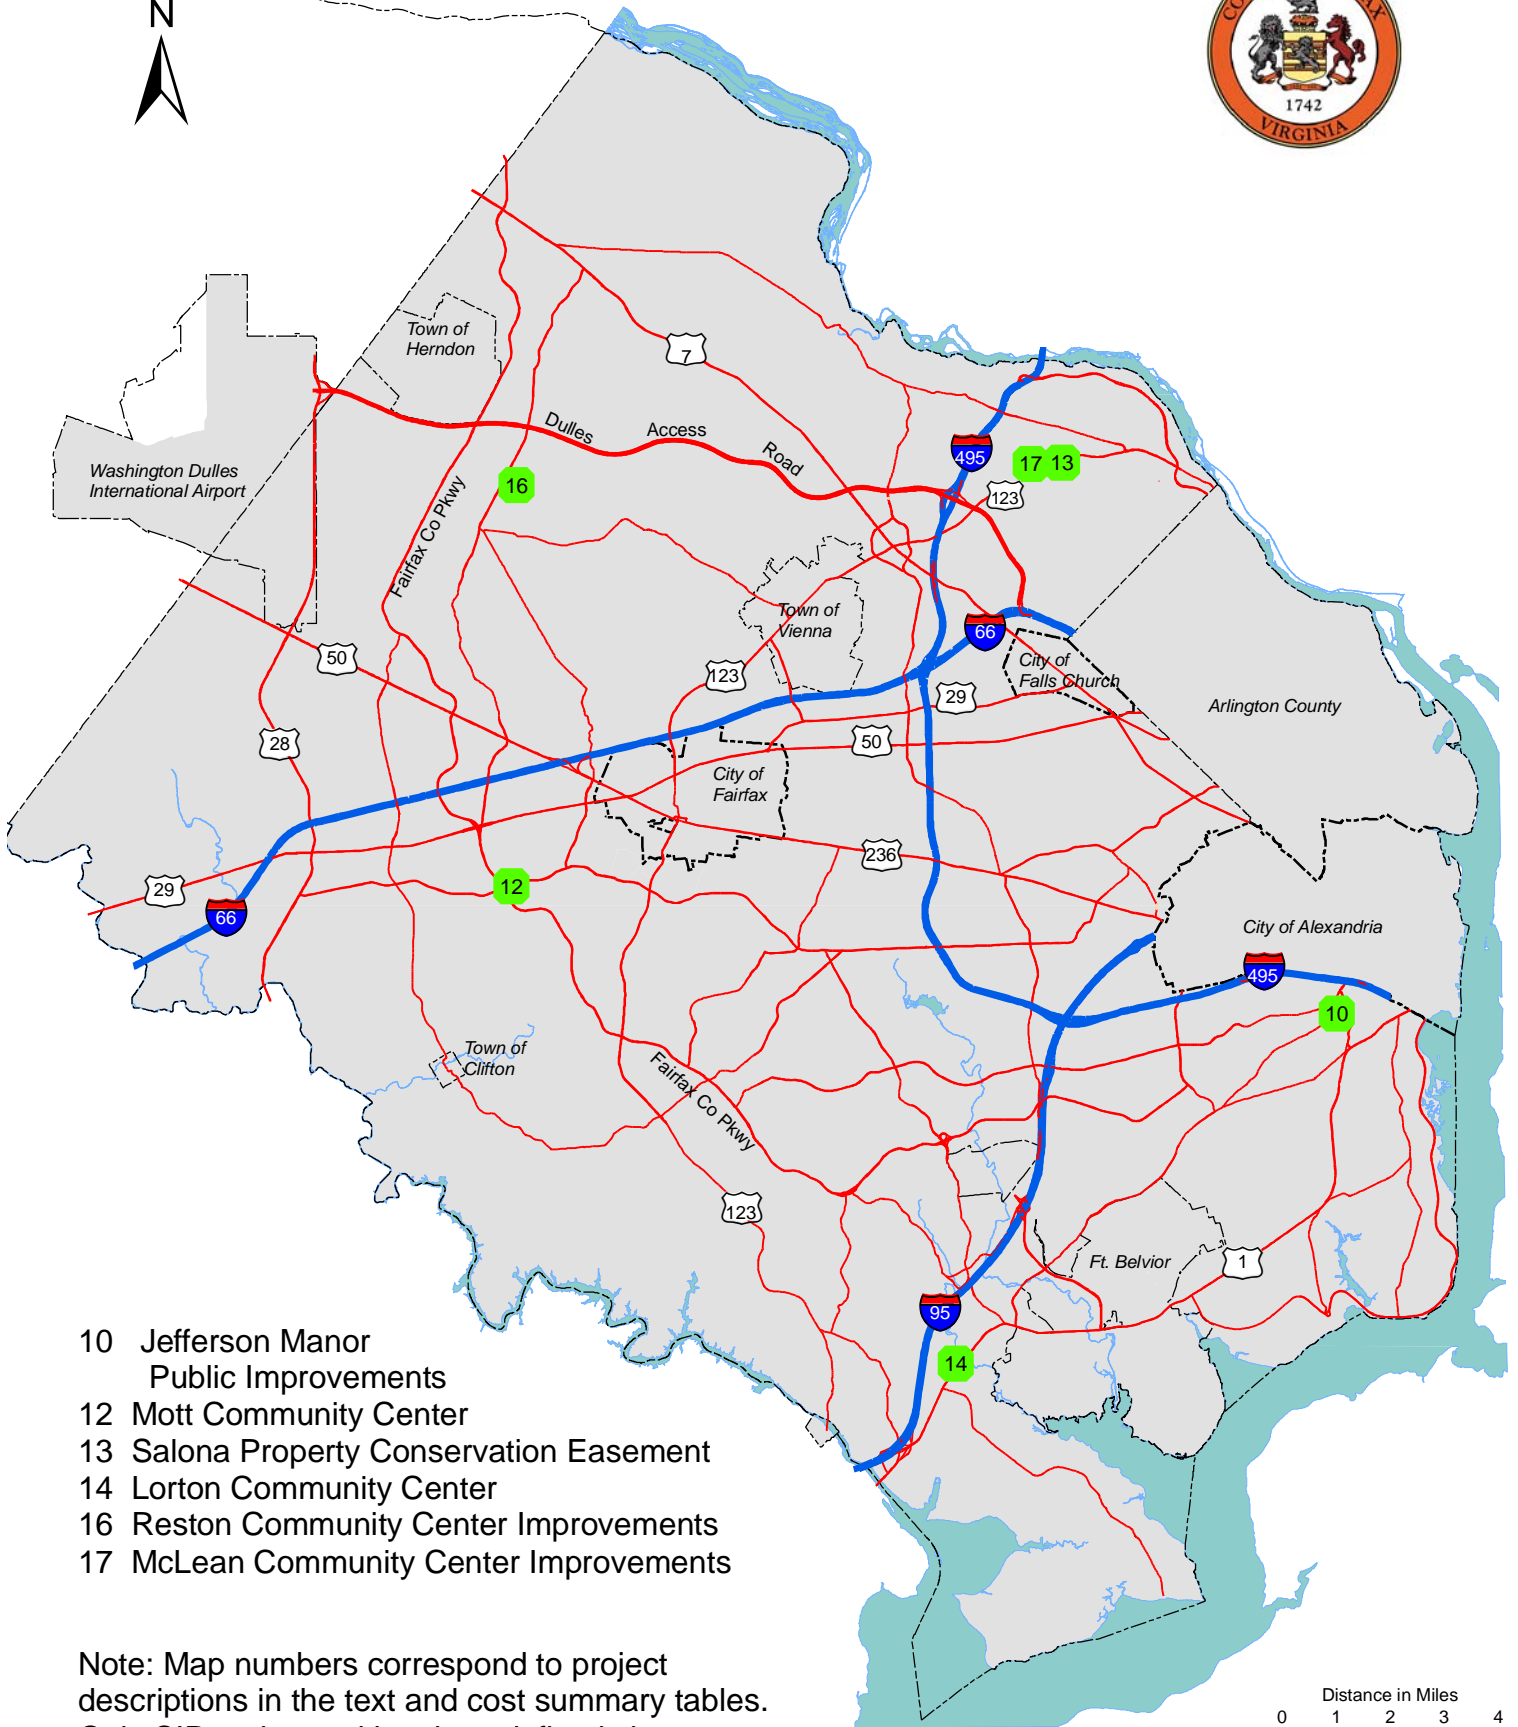 N
1742
VIRGINIA
Town of
Herndon
7
Dulles Access Road
495
17 13
123
Washington Dulles
International Airport
16
Fairfax Co Pkwy
Town of
Vienna
66
50
City of
Falls Church
123
29
Arlington County
28
50
City of
Fairfax
236
29
12
66
City of Alexandria
495
10
Town of
Clifton
Fairfax Co Pkwy
123
Ft. Belvior
1
95
14
10 Jefferson Manor
Public Improvements
12 Mott Community Center
13 Salona Property Conservation Easement
14 Lorton Community Center
16 Reston Community Center Improvements
17 McLean Community Center Improvements
Note: Map numbers correspond to project
descriptions in the text and cost summary tables.
Distance in Miles
0 1 2 3 4